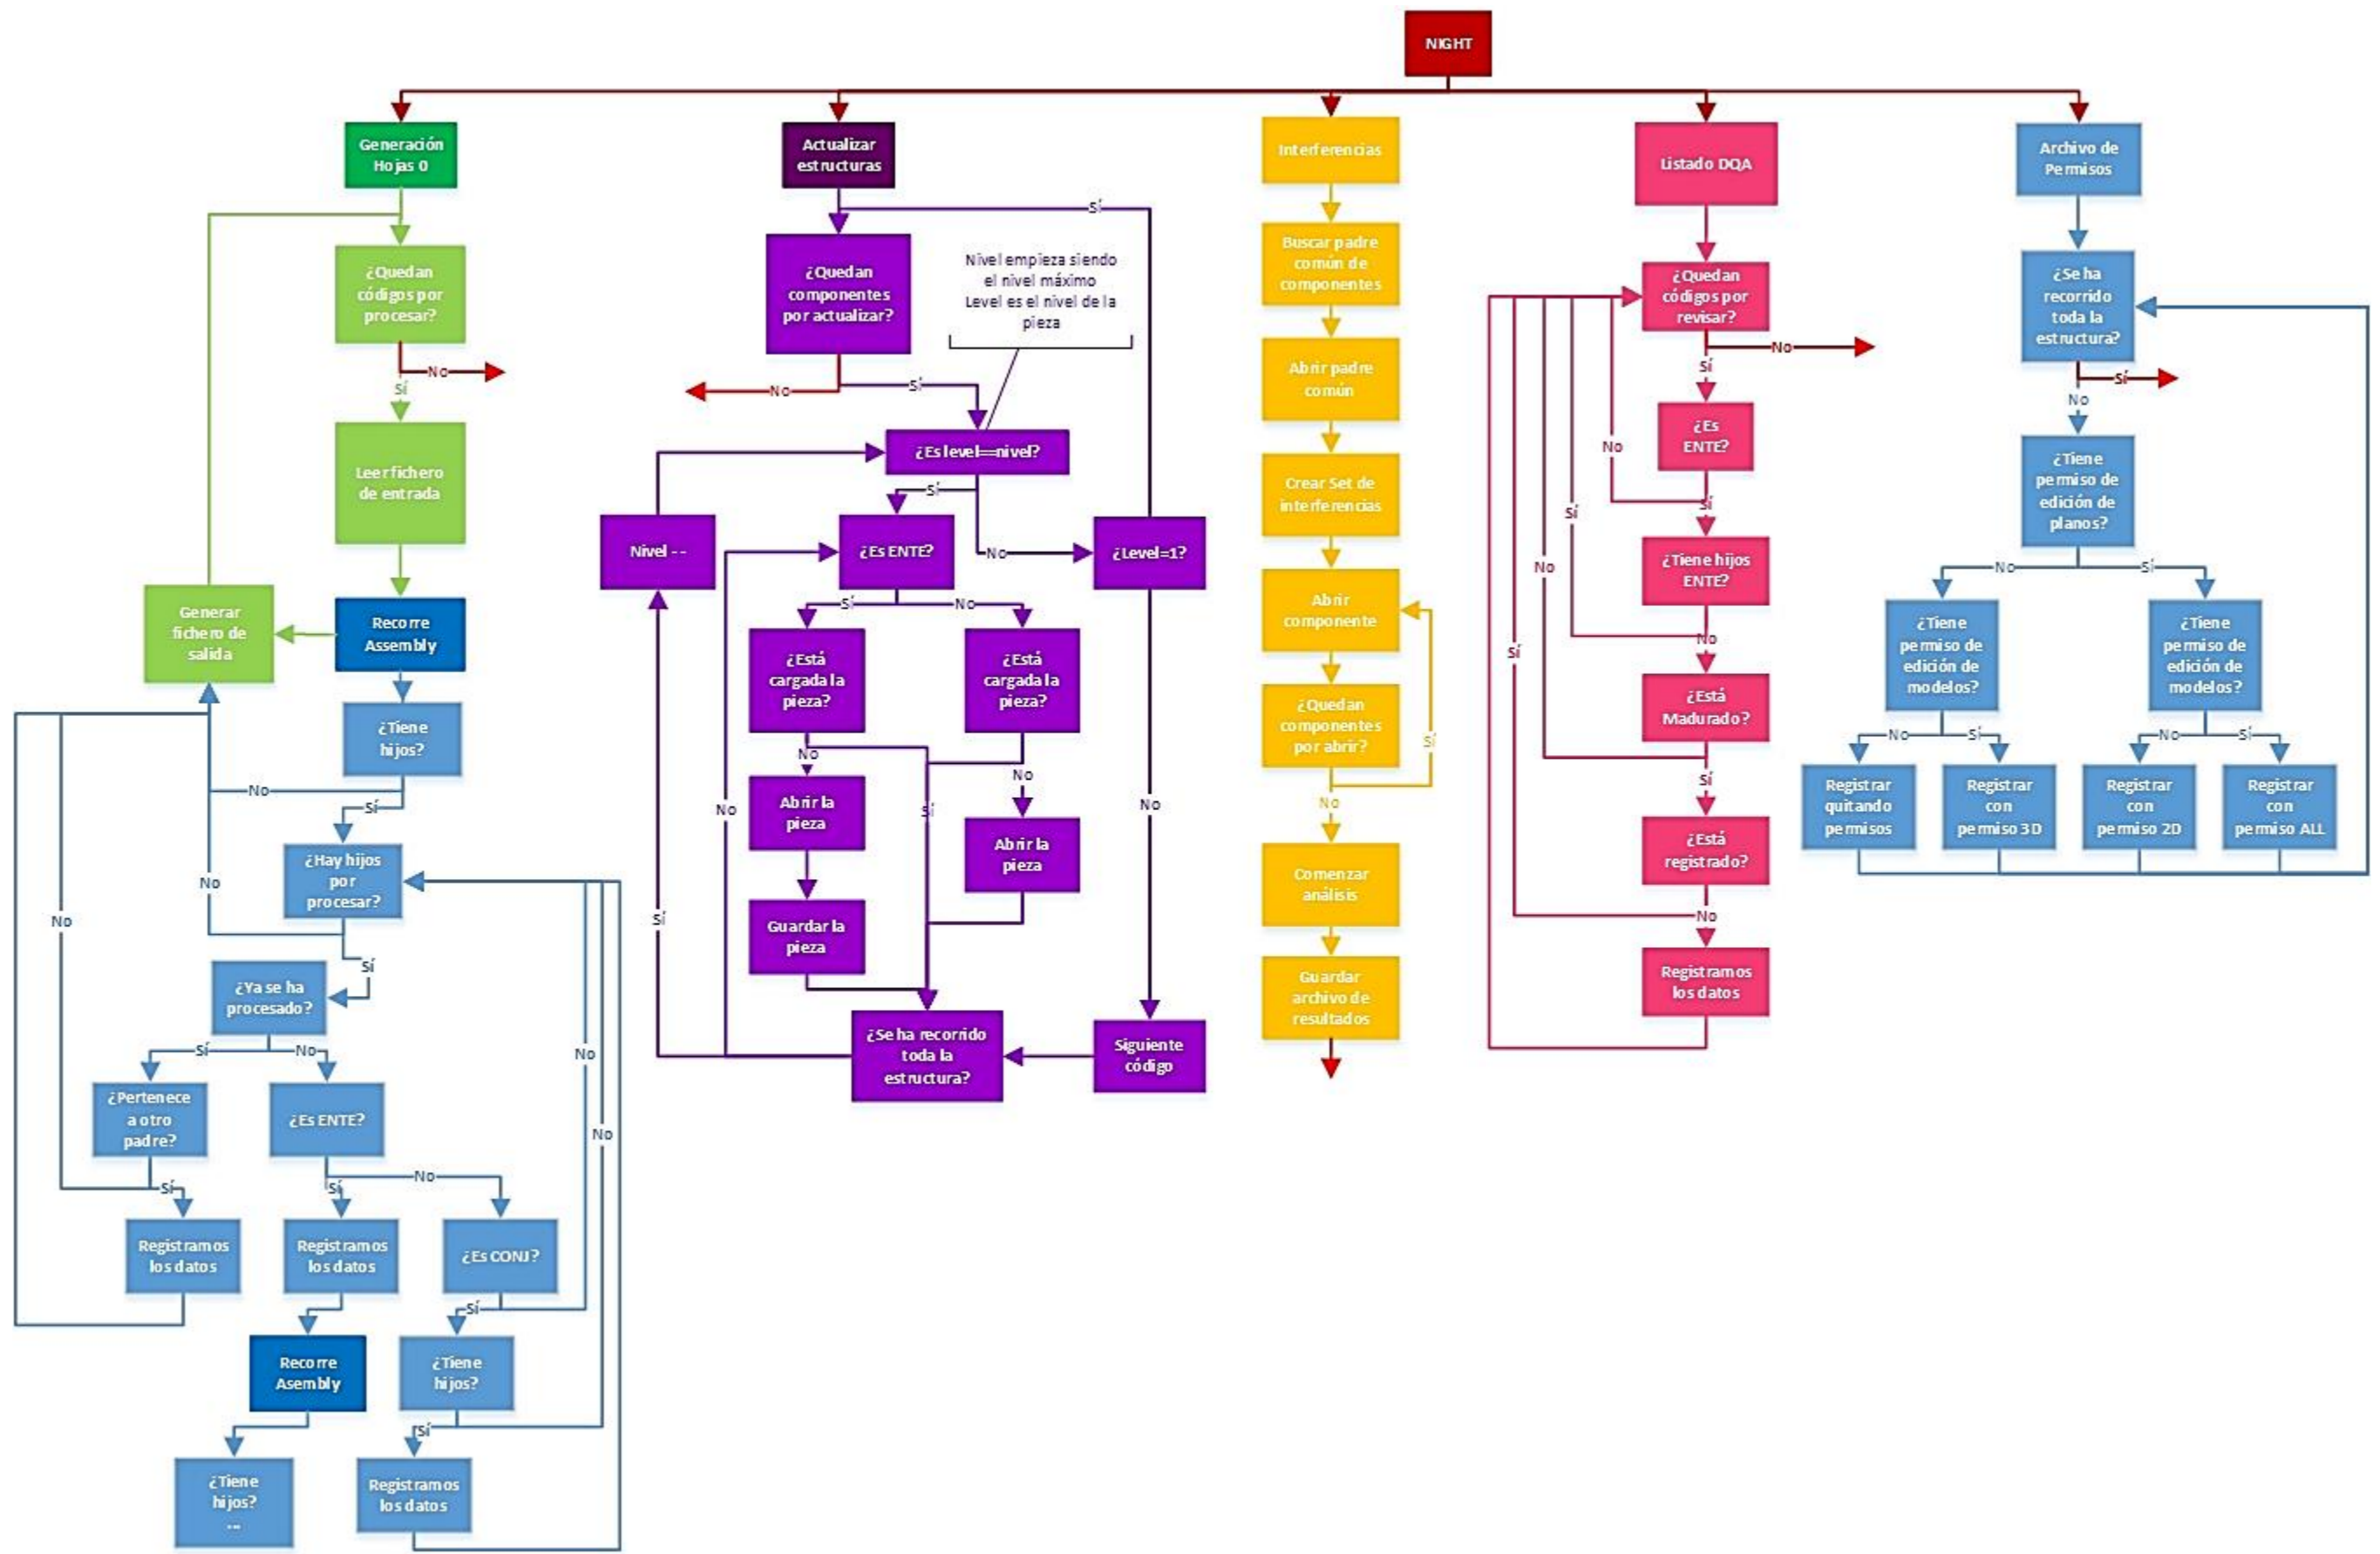 NIGHT
Generación
Hojas 0
¿Quedan
códigos por
procesar?
No
Sí
Leer fichero
de entrada
Generar
fichero de
salida
Recorre
Assembly
¿Tiene
hijos?
No
Sí
¿Hay hijos
por
procesar?
No
No
Sí
¿Ya se ha
procesado?
Sí
No
¿Pertenece
a otro
padre?
¿Es ENTE?
Sí
Sí
No
No
No
Registramos
los datos
Registramos
los datos
¿Es CONJ?
Sí
Recorre
Asembly
¿Tiene
hijos?
Sí
¿Tiene
hijos?
...
Registramos
los datos
Actualizar
estructuras
Sí
¿Quedan
componentes
por actualizar?
Nivel empieza siendo
el nivel máximo
Level es el nivel de la
pieza
No
Sí
¿Es level==nivel?
Sí
No
Nivel - -
¿Es ENTE?
¿Level=1?
Sí
No
¿Está
cargada la
pieza?
¿Está
cargada la
pieza?
No
No
Abrir la
pieza
Sí
Abrir la
pieza
No
No
Guardar la
pieza
Sí
¿Se ha recorrido
toda la
estructura?
Siguiente
código
Interferencias
Buscar padre
común de
componentes
Abrir padre
común
Crear Set de
interferencias
Abrir
componente
¿Quedan
componentes
por abrir?
Sí
No
Comenzar
análisis
Guardar
archivo de
resultados
Listado DQA
¿Quedan
códigos por
revisar?
No
Sí
¿Es
ENTE?
No
Sí
¿Tiene hijos
ENTE?
Sí
No
¿Está
Madurado?
No
Sí
¿Está
registrado?
Sí
No
Registramos
los datos
Archivo de
Permisos
¿Se ha
recorrido
toda la
estructura?
Sí
No
¿Tiene
permiso de
edición de
planos?
No
Sí
¿Tiene
permiso de
edición de
modelos?
¿Tiene
permiso de
edición de
modelos?
No
Sí
No
Sí
Registrar
quitando
permisos
Registrar
con
permiso 3D
Registrar
con
permiso 2D
Registrar
con
permiso ALL